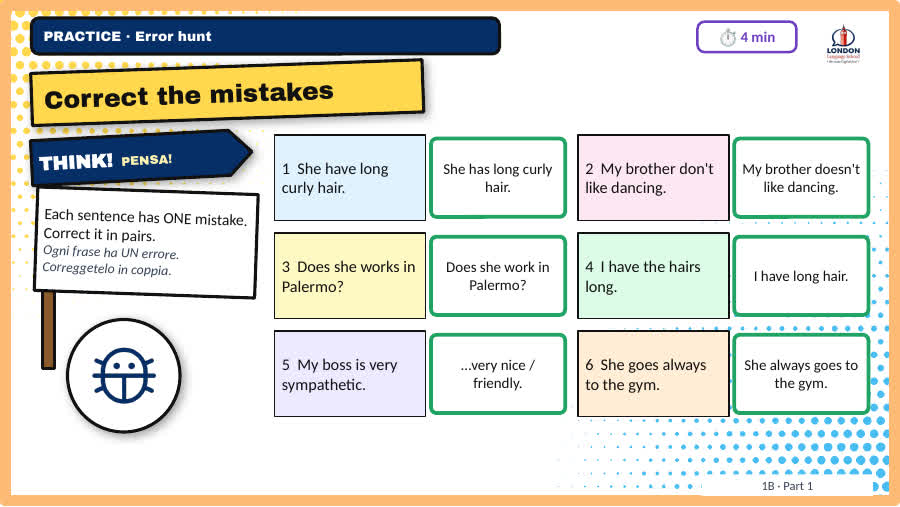 PRACTICE · Error hunt
4 min
LONDON
Language School
Correct the mistakes
THINK! PENSA!
Each sentence has ONE mistake.
Correct it in pairs.
Ogni frase ha UN errore.
Correggetelo in coppia.
1 She have long
curly hair.
She has long curly
hair.
2 My brother don't
like dancing.
My brother doesn't
like dancing.
3 Does she works in
Palermo?
Does she work in
Palermo?
4 I have the hairs
long.
I have long hair.
5 My boss is very
sympathetic.
...very nice /
friendly.
6 She goes always
to the gym.
She always goes to
the gym.
1B · Part 1